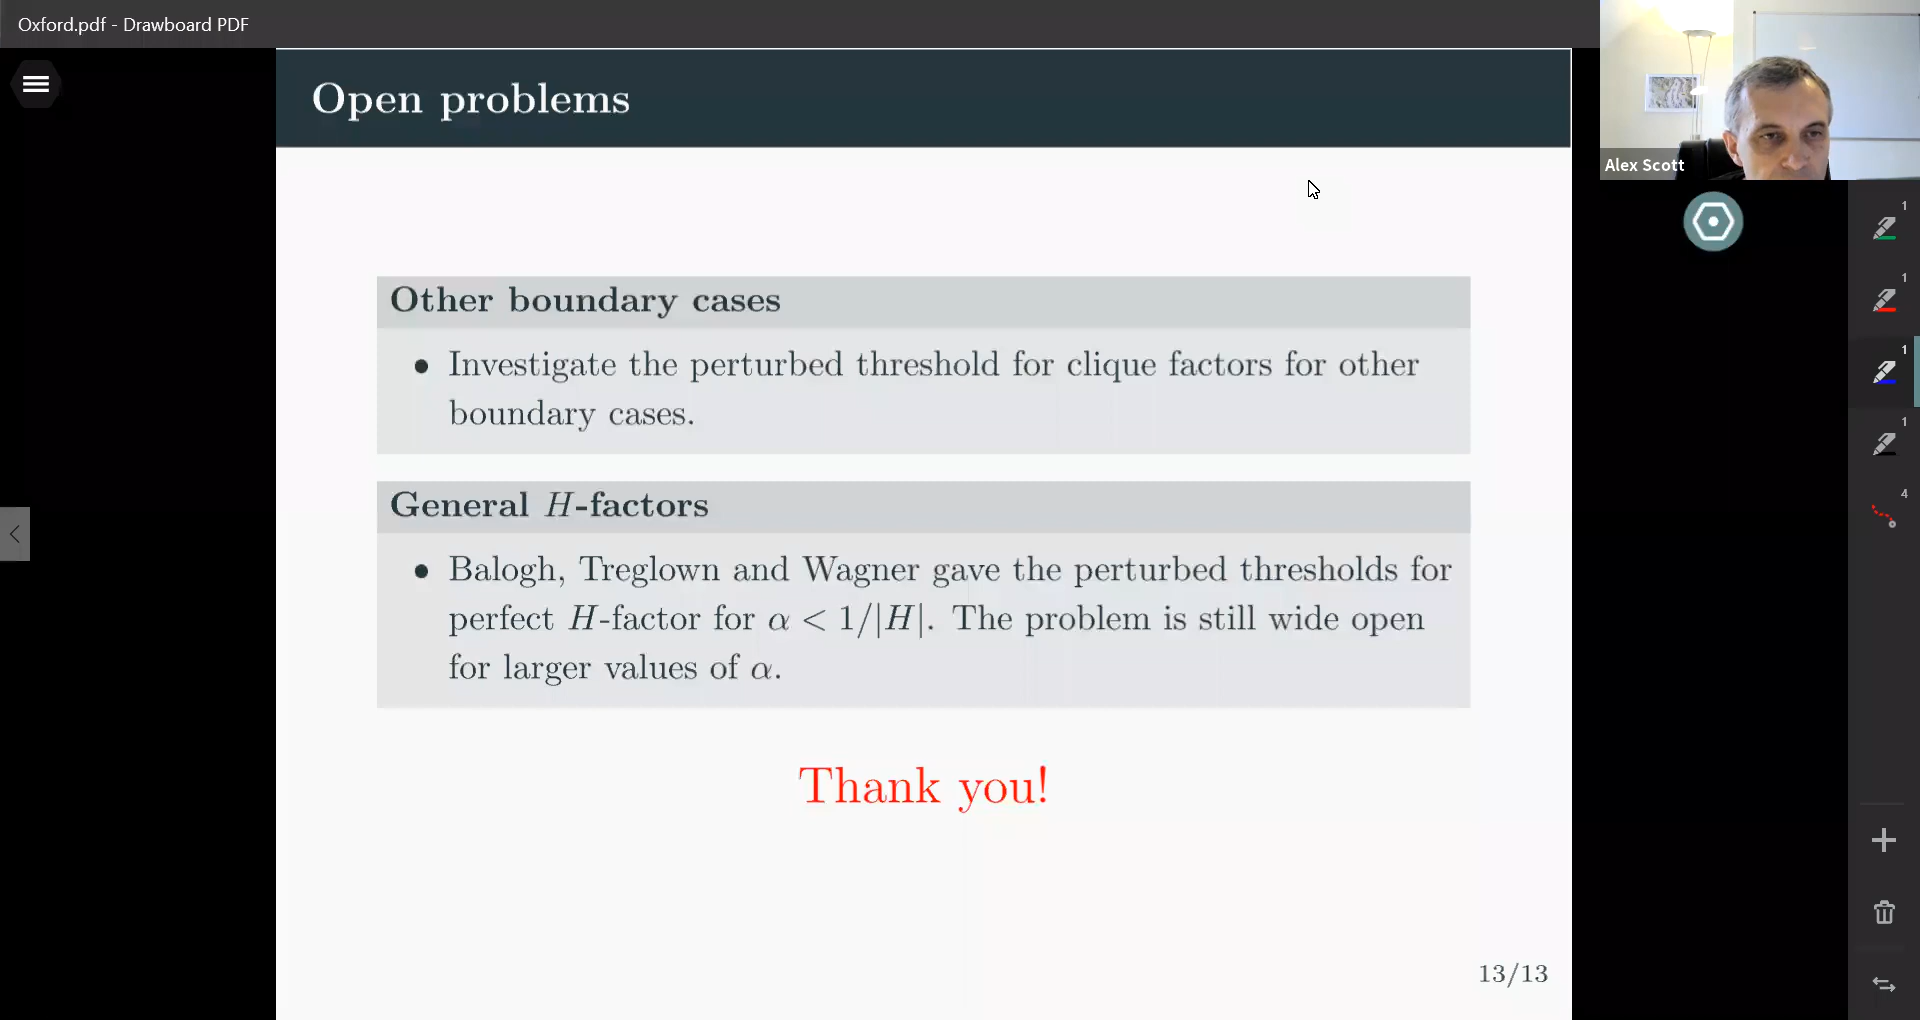 Oxford.pdf - Drawboard PDF
Open problems
Alex Scott
Other boundary cases
• Investigate the perturbed threshold for clique factors for other
boundary cases.
General H-factors
• Balogh, Treglown and Wagner gave the perturbed thresholds for
perfect H-factor for α < 1/|H|. The problem is still wide open
for larger values of α.
Thank you!
13/13
1
1
1
1
4